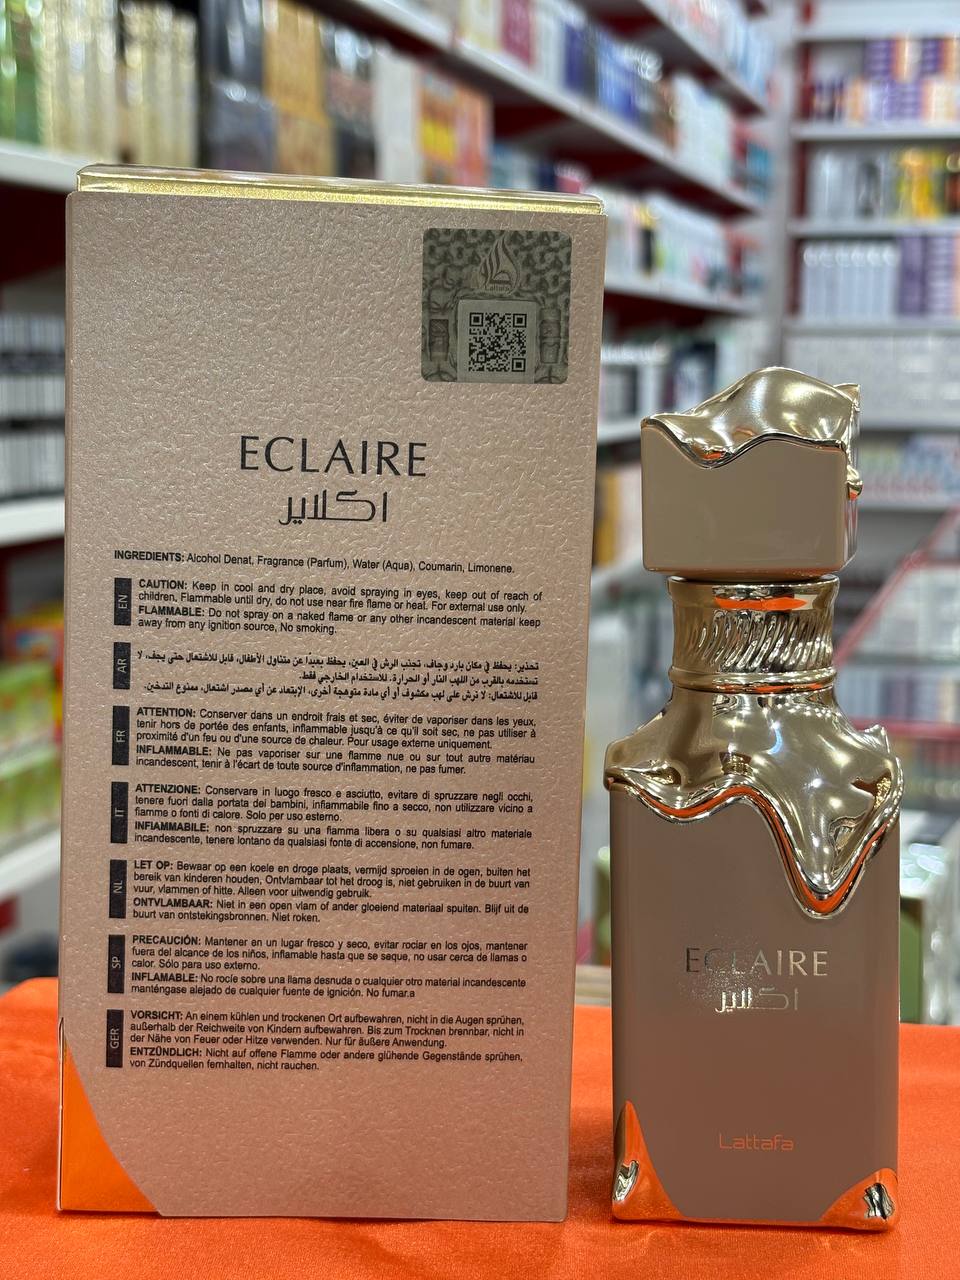 Lattafa
ECLAIRE
اكلاير
INGREDIENTS: Alcohol Denat, Fragrance (Parfum), Water (Aqua), Coumarin, Limonene.
EN
CAUTION: Keep in cool and dry place, avoid spraying in eyes, keep out of reach of
children. Flammable until dry, do not use near fire flame or heat. For external use only.
FLAMMABLE: Do not spray on a naked flame or any other incandescent material keep
away from any ignition source, No smoking.
AR
تحذير: يحفظ في مكان بارد وجاف، تجنب الرش في العين، يحفظ بعيدًا عن متناول الأطفال، قابل للاشتعال حتى يجف، لا
تستخدمه بالقرب من اللهب النار أو الحرارة. للاستخدام الخارجي فقط.
قابل للاشتعال: لا ترش على لهب مكشوف أو أي مادة متوهجة أخرى، الإبتعاد عن أي مصدر اشتعال، ممنوع التدخين.
FR
ATTENTION: Conserver dans un endroit frais et sec, éviter de vaporiser dans les yeux,
tenir hors de portée des enfants, inflammable jusqu'à ce qu'il soit sec, ne pas utiliser à
proximité d'un feu ou d'une source de chaleur. Pour usage externe uniquement.
INFLAMMABLE: Ne pas vaporiser sur une flamme nue ou sur tout autre matériau
incandescent, tenir à l'écart de toute source d'inflammation, ne pas fumer.
IT
ATTENZIONE: Conservare in luogo fresco e asciutto, evitare di spruzzare negli occhi,
tenere fuori dalla portata dei bambini, infiammabile fino a secco, non utilizzare vicino a
fiamme o fonti di calore. Solo per uso esterno.
INFIAMMABILE: non spruzzare su una fiamma libera o su qualsiasi altro materiale
incandescente, tenere lontano da qualsiasi fonte di accensione, non fumare.
NL
LET OP: Bewaar op een koele en droge plaats, vermijd sproeien in de ogen, buiten het
bereik van kinderen houden, Ontvlambaar tot het droog is, niet gebruiken in de buurt van
vuur, vlammen of hitte. Alleen voor uitwendig gebruik.
ONTVLAMBAAR: Niet in een open vlam of ander gloeiend materiaal spuiten. Blijf uit de
buurt van ontstekingsbronnen. Niet roken.
SP
PRECAUCIÓN: Mantener en un lugar fresco y seco, evitar rociar en los ojos, mantener
fuera del alcance de los niños, inflamable hasta que se seque, no usar cerca de llamas o
calor. Sólo para uso externo.
INFLAMABLE: No rocíe sobre una llama desnuda o cualquier otro material incandescente
manténgase alejado de cualquier fuente de ignición. No fumar.a
GER
VORSICHT: An einem kühlen und trockenen Ort aufbewahren, nicht in die Augen sprühen,
außerhalb der Reichweite von Kindern aufbewahren. Bis zum Trocknen brennbar, nicht in
der Nähe von Feuer oder Hitze verwenden. Nur für äußere Anwendung.
ENTZÜNDLICH: Nicht auf offene Flamme oder andere glühende Gegenstände sprühen,
von Zündquellen fernhalten, nicht rauchen.
ECLAIRE
اكلاير
Lattafa